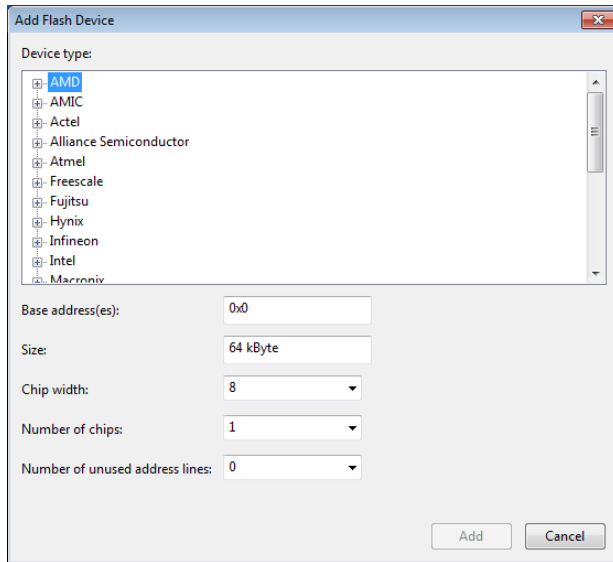 Add Flash Device
Device type:
AMD
AMIC
Actel
Alliance Semiconductor
Atmel
Freescale
Fujitsu
Hynix
Infineon
Intel
Macronix
Base address(es): 0x0
Size: 64 kByte
Chip width: 8
Number of chips: 1
Number of unused address lines: 0
Add Cancel